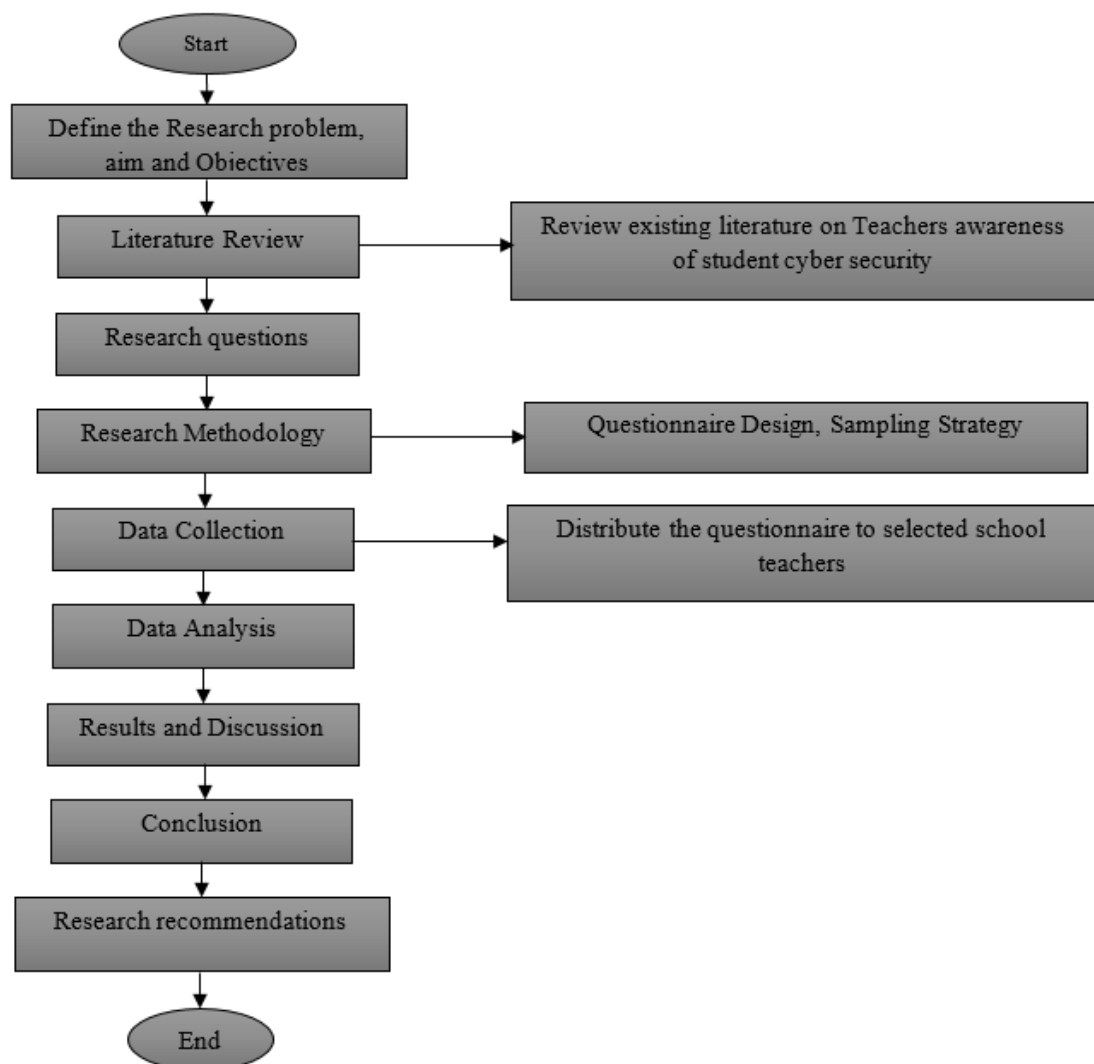 Start
Define the Research problem,
aim and Objectives
Literature Review
Review existing literature on Teachers awareness
of student cyber security
Research questions
Research Methodology
Questionnaire Design, Sampling Strategy
Data Collection
Distribute the questionnaire to selected school
teachers
Data Analysis
Results and Discussion
Conclusion
Research recommendations
End